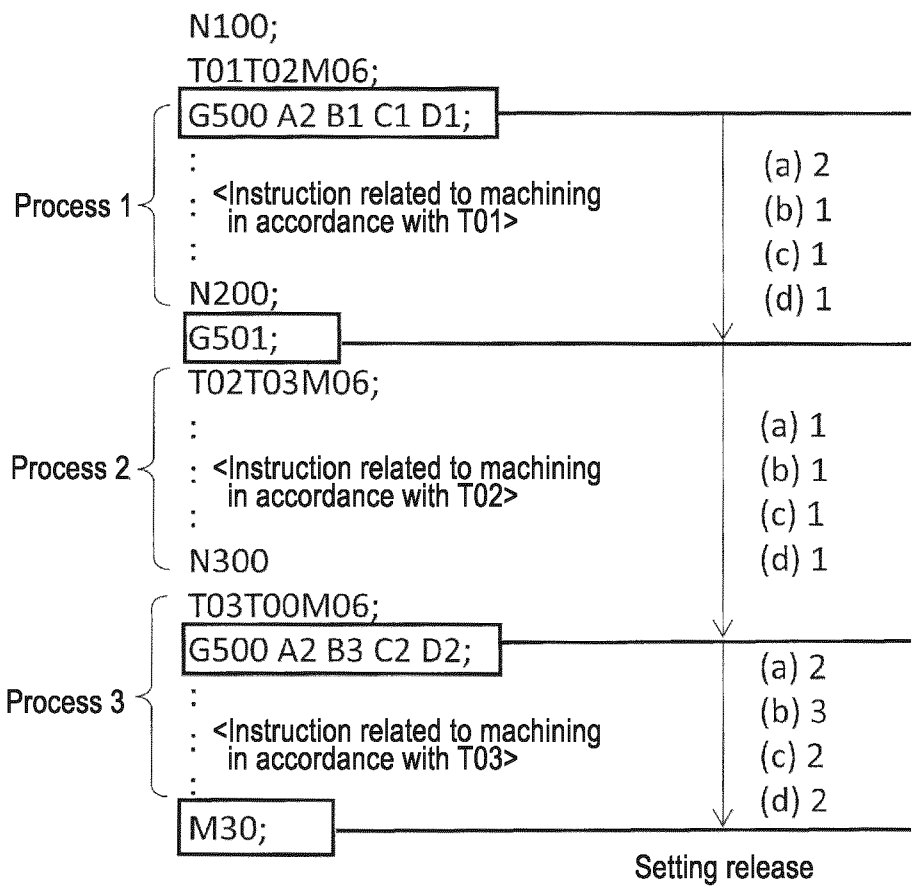 N100;
T01T02M06;
G500 A2 B1 C1 D1;
:
(a) 2
Process 1
: <Instruction related to machining
in accordance with T01>
(b) 1
:
(c) 1
N200;
(d) 1
G501;
T02T03M06;
:
(a) 1
Process 2
: <Instruction related to machining
in accordance with T02>
(b) 1
:
(c) 1
N300
(d) 1
T03T00M06;
G500 A2 B3 C2 D2;
(a) 2
Process 3
:
(b) 3
: <Instruction related to machining
in accordance with T03>
(c) 2
:
(d) 2
M30;
Setting release